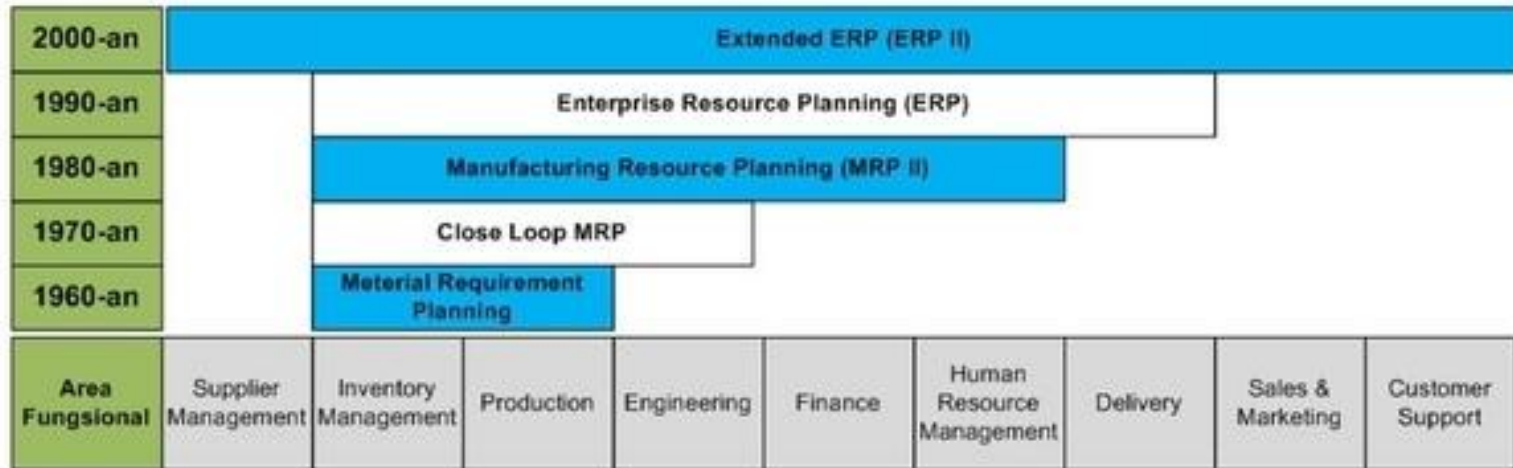 2000-an
Extended ERP (ERP II)
1990-an
Enterprise Resource Planning (ERP)
1980-an
Manufacturing Resource Planning (MRP II)
1970-an
Close Loop MRP
1960-an
Meterial Requirement
Planning
Area
Fungsional
Supplier
Management
Inventory
Management
Production
Engineering
Finance
Human
Resource
Management
Delivery
Sales &
Marketing
Customer
Support